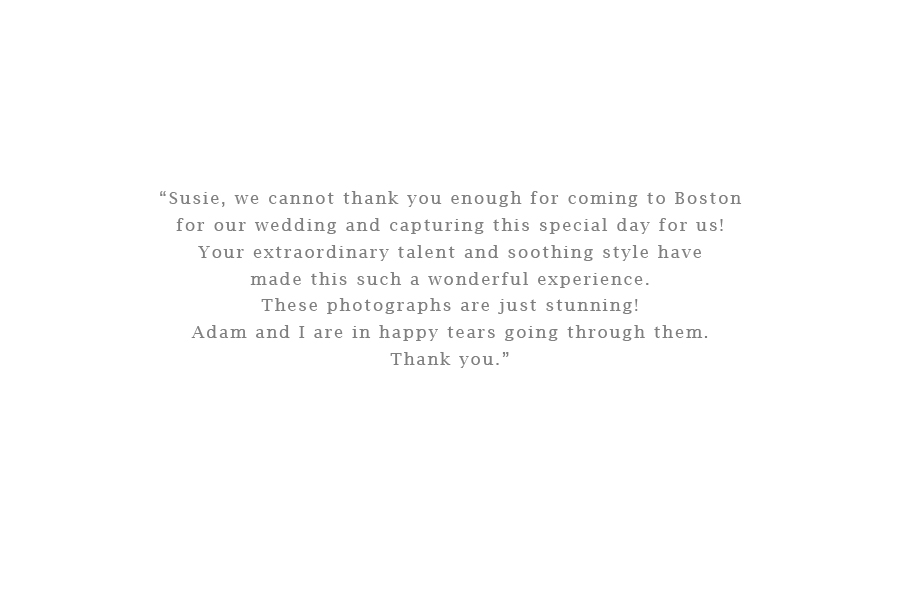 “Susie, we cannot thank you enough for coming to Boston
for our wedding and capturing this special day for us!
Your extraordinary talent and soothing style have
made this such a wonderful experience.
These photographs are just stunning!
Adam and I are in happy tears going through them.
Thank you.”